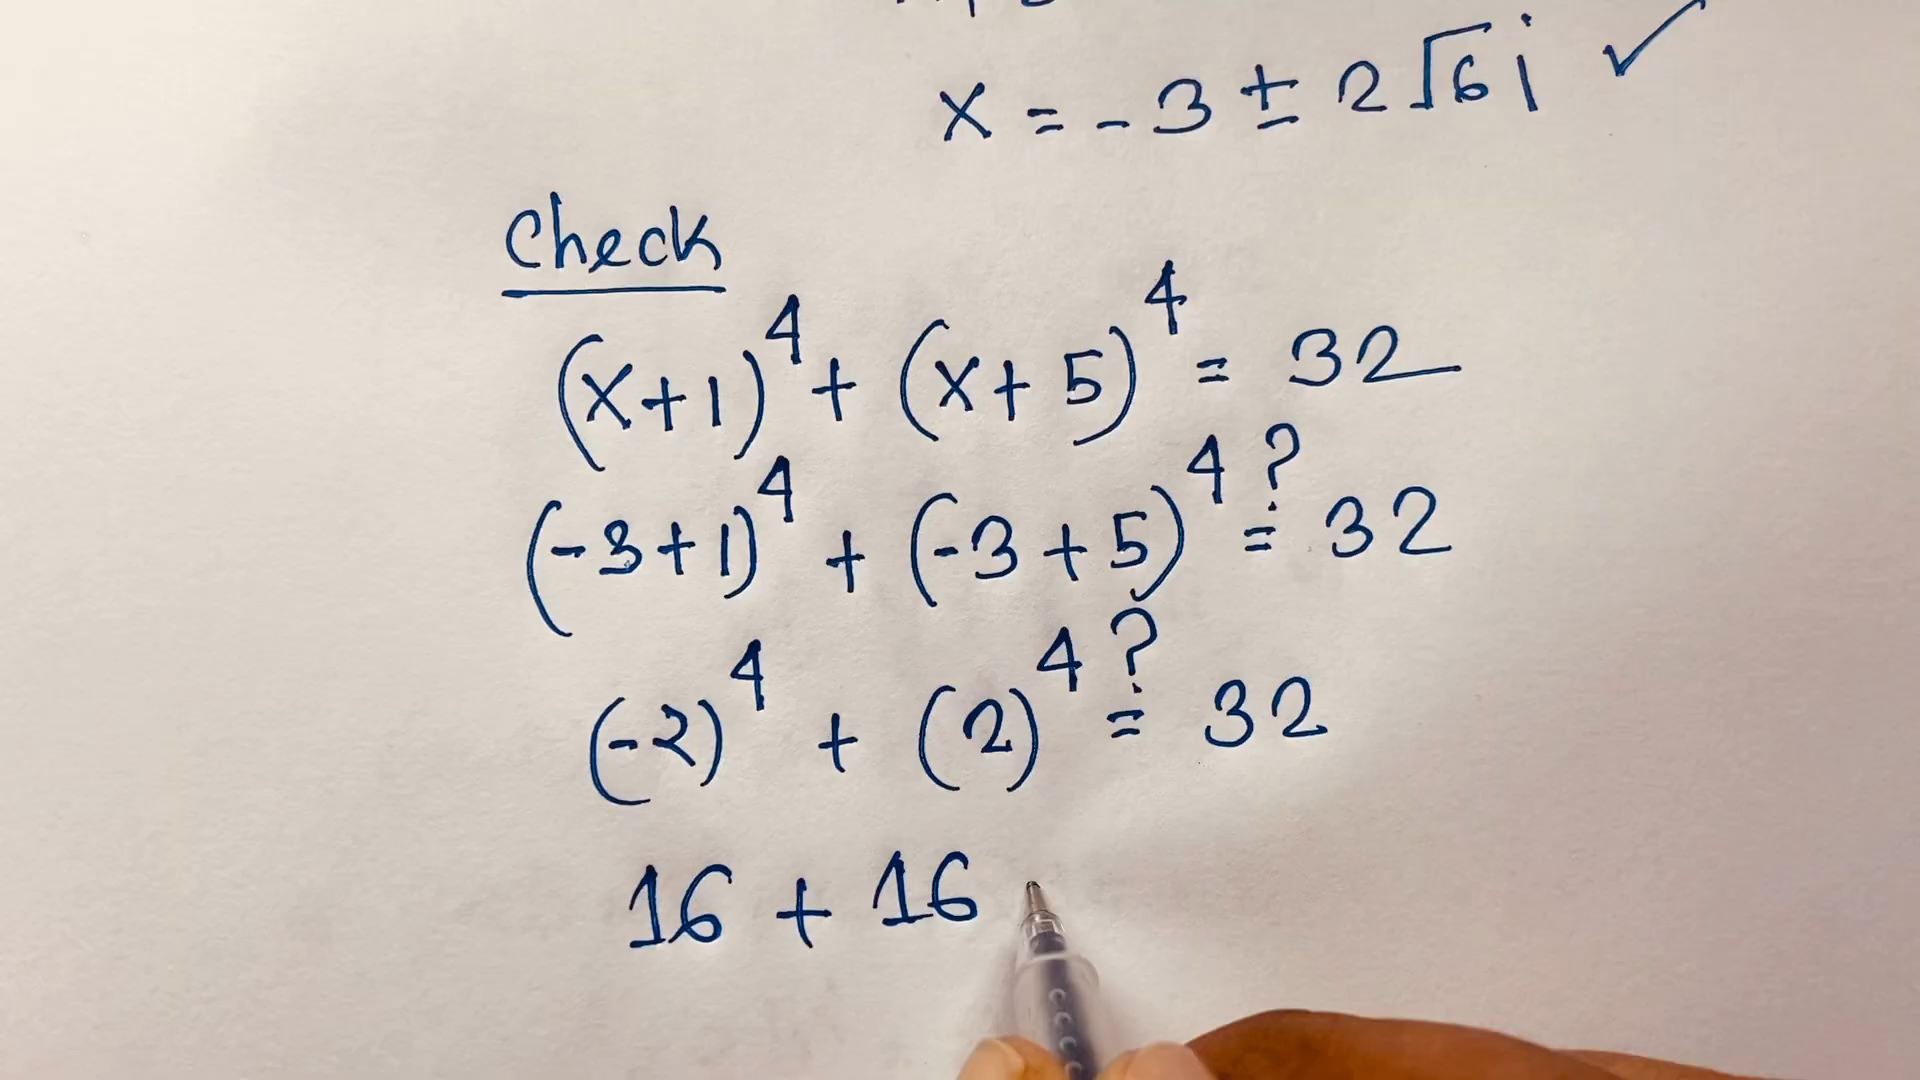 x = -3 ± 2√6 i ✓
Check
(x+1)⁴ + (x+5)⁴ = 32
(-3+1)⁴ + (-3+5)⁴ ≟ 32
(-2)⁴ + (2)⁴ ≟ 32
16 + 16